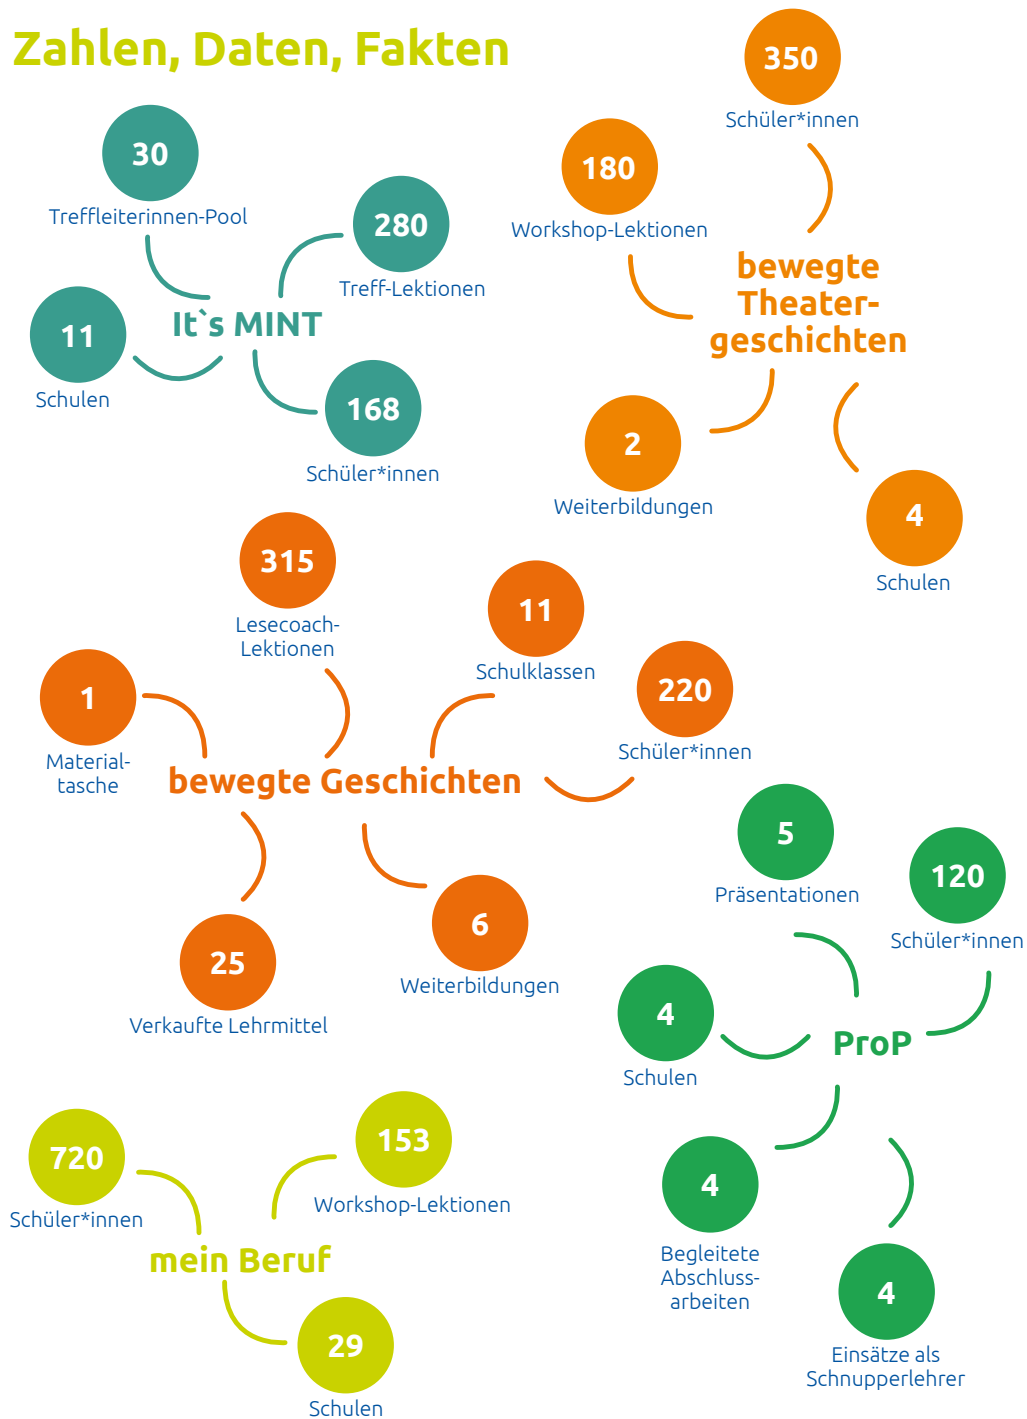 Zahlen, Daten, Fakten
30
Treffleiterinnen-Pool
280
Treff-Lektionen
11
Schulen
It`s MINT
168
Schüler*innen
350
Schüler*innen
180
Workshop-Lektionen
bewegte
Theater-
geschichten
2
Weiterbildungen
4
Schulen
315
Lesecoach-
Lektionen
11
Schulklassen
220
Schüler*innen
1
Material-
tasche
bewegte Geschichten
25
Verkaufte Lehrmittel
6
Weiterbildungen
5
Präsentationen
120
Schüler*innen
4
Schulen
ProP
4
Begleitete
Abschluss-
arbeiten
4
Einsätze als
Schnupperlehrer
720
Schüler*innen
153
Workshop-Lektionen
mein Beruf
29
Schulen